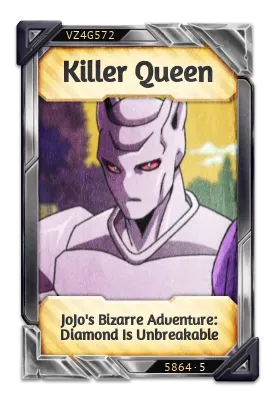 VZ4G572
Killer Queen
JoJo's Bizarre Adventure:
Diamond Is Unbreakable
5864·5